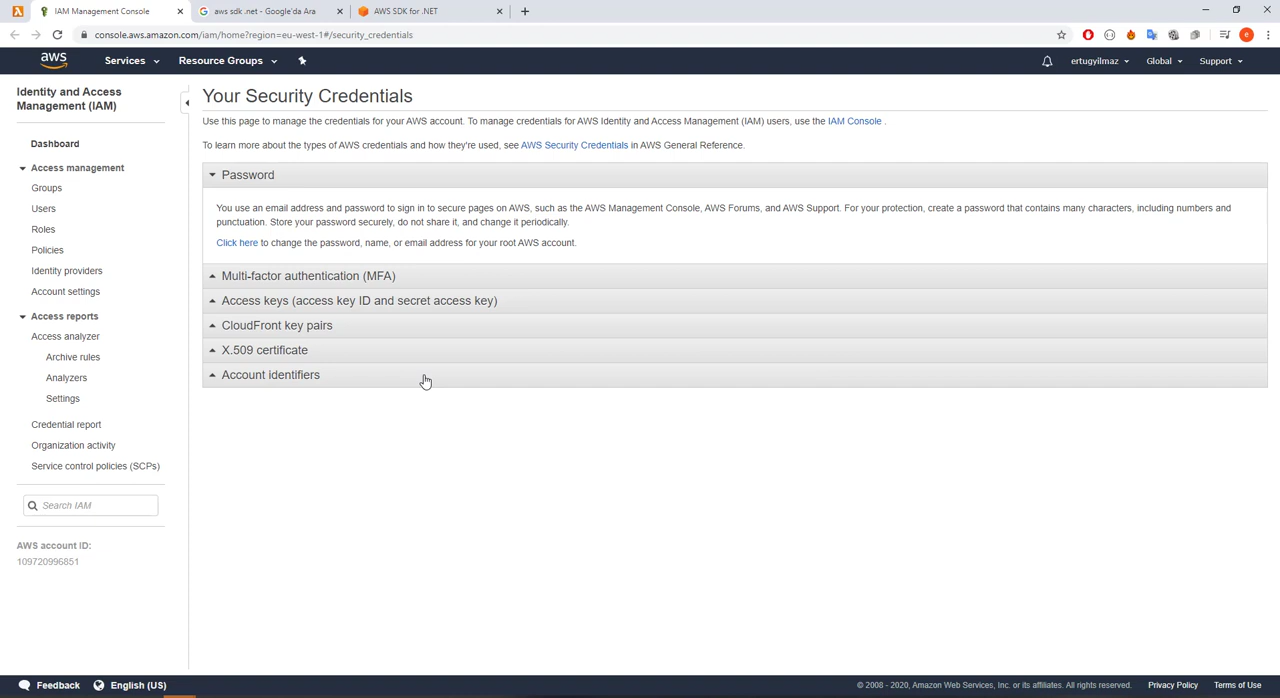 IAM Management Console
aws sdk .net - Google'da Ara
AWS SDK for .NET
console.aws.amazon.com/iam/home?region=eu-west-1#/security_credentials
e
aws
Services
Resource Groups
ertugyilmaz
Global
Support
Identity and Access
Management (IAM)
Dashboard
Access management
Groups
Users
Roles
Policies
Identity providers
Account settings
Access reports
Access analyzer
Archive rules
Analyzers
Settings
Credential report
Organization activity
Service control policies (SCPs)
Search IAM
AWS account ID:
109720996851
Your Security Credentials
Use this page to manage the credentials for your AWS account. To manage credentials for AWS Identity and Access Management (IAM) users, use the IAM Console .
To learn more about the types of AWS credentials and how they're used, see AWS Security Credentials in AWS General Reference.
Password
You use an email address and password to sign in to secure pages on AWS, such as the AWS Management Console, AWS Forums, and AWS Support. For your protection, create a password that contains many characters, including numbers and
punctuation. Store your password securely, do not share it, and change it periodically.
Click here to change the password, name, or email address for your root AWS account.
Multi-factor authentication (MFA)
Access keys (access key ID and secret access key)
CloudFront key pairs
X.509 certificate
Account identifiers
Feedback
English (US)
© 2008 - 2020, Amazon Web Services, Inc. or its affiliates. All rights reserved.
Privacy Policy
Terms of Use